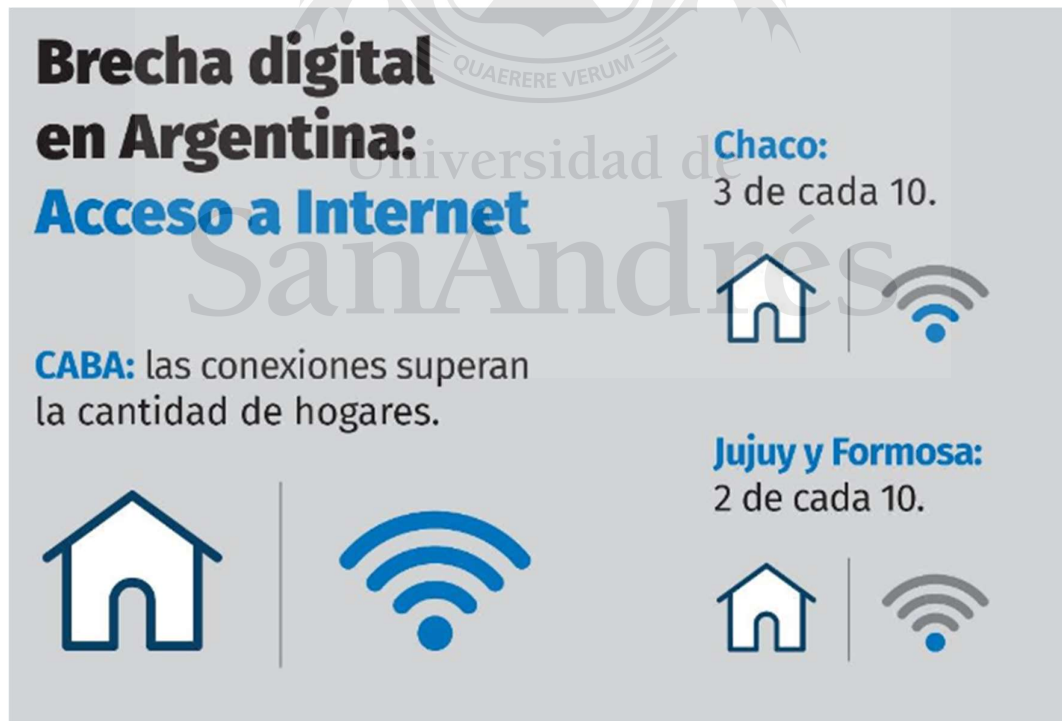 QUAERERE VERUM
Universidad de
SanAndrés
Brecha digital
en Argentina:
Acceso a Internet
CABA: las conexiones superan
la cantidad de hogares.
Chaco:
3 de cada 10.
Jujuy y Formosa:
2 de cada 10.